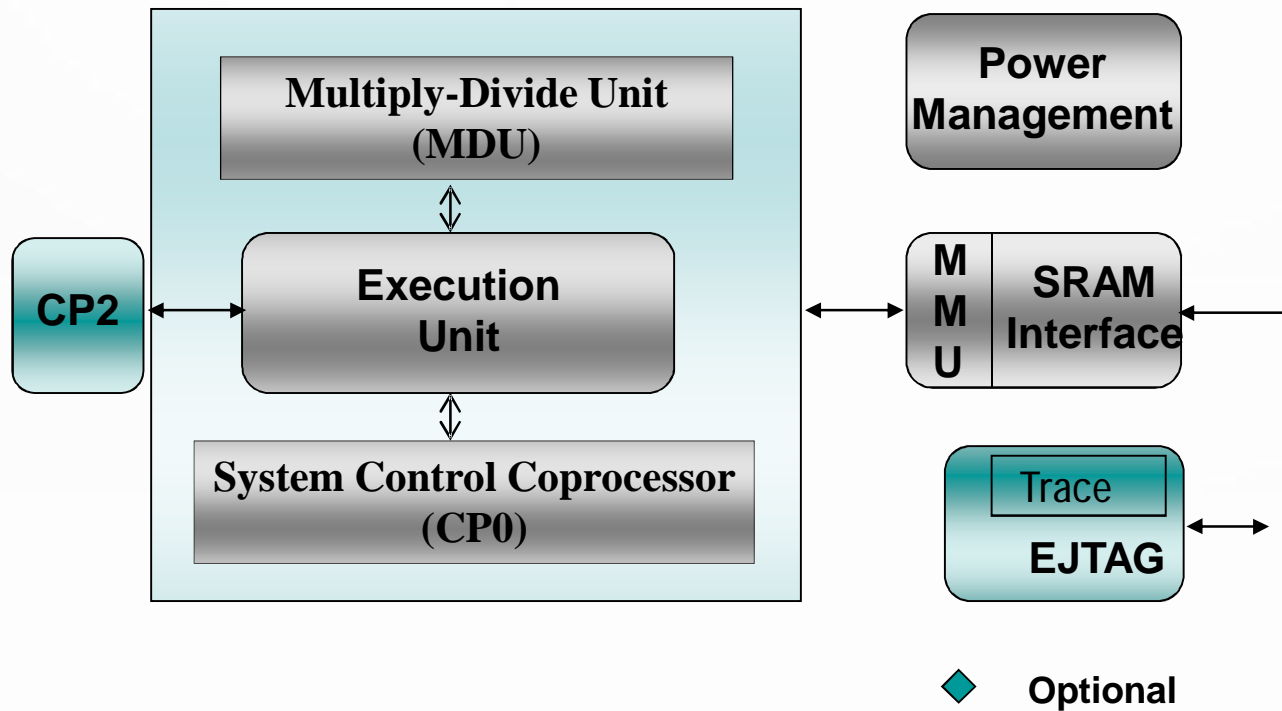 Multiply-Divide Unit
(MDU)
Power
Management
CP2
Execution
Unit
M
M
U
SRAM
Interface
System Control Coprocessor
(CP0)
Trace
EJTAG
Optional